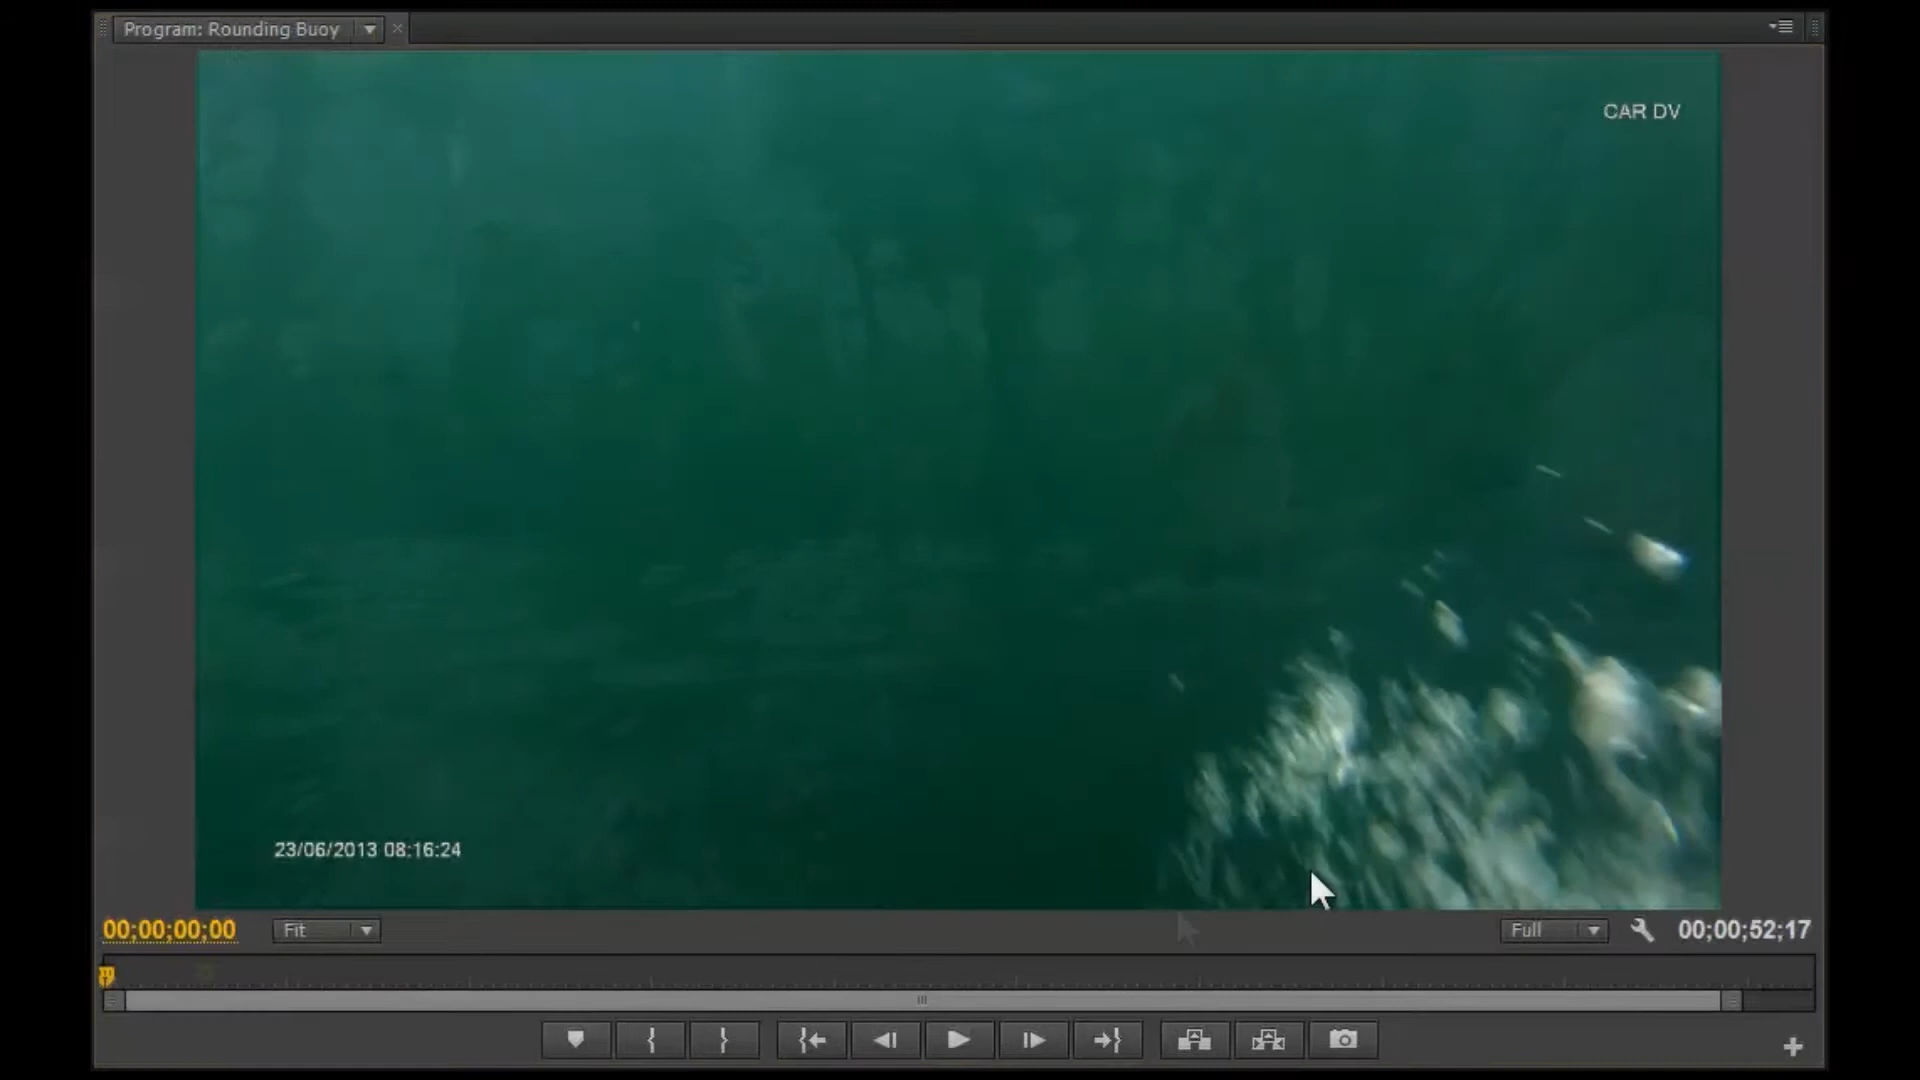 Program: Rounding Buoy
CAR DV
23/06/2013 08:16:24
00;00;00;00
Fit
Full
00;00;52;17